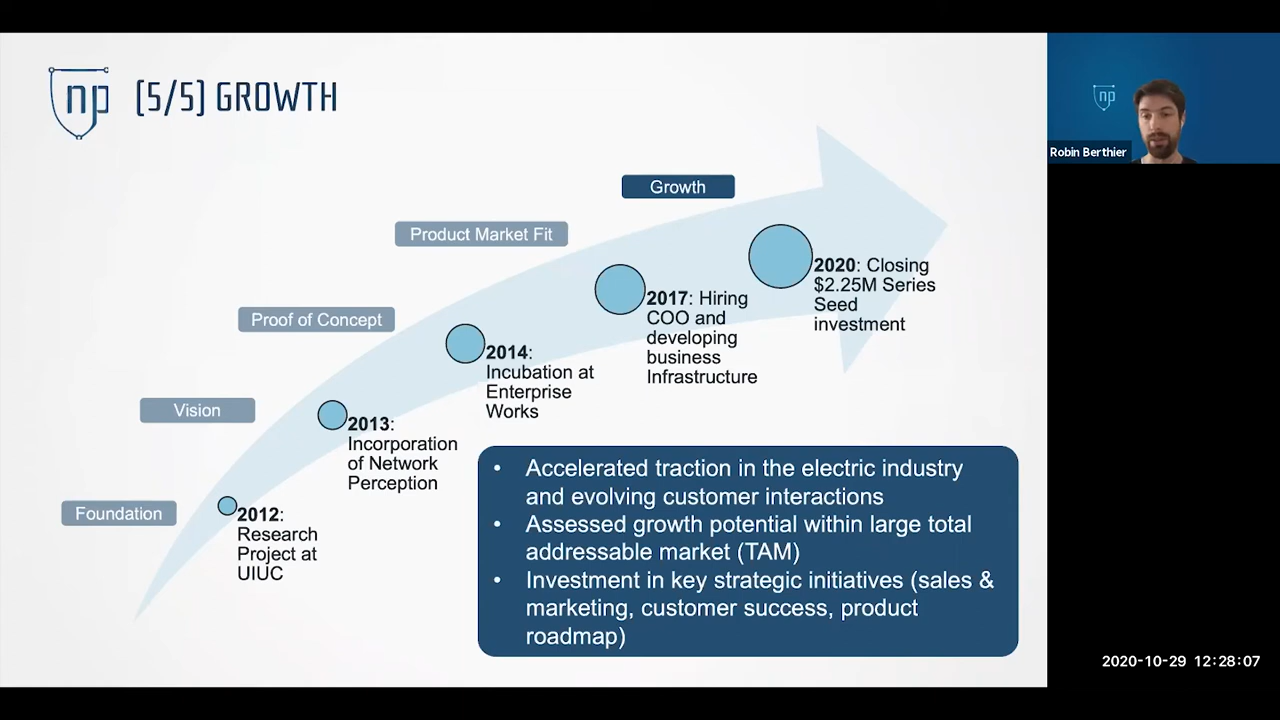 np
[5/5] GROWTH
np
Robin Berthier
Growth
Product Market Fit
2020: Closing
$2.25M Series
Seed
investment
2017: Hiring
COO and
developing
business
Infrastructure
Proof of Concept
2014:
Incubation at
Enterprise
Works
Vision
2013:
Incorporation
of Network
Perception
Foundation
2012:
Research
Project at
UIUC
• Accelerated traction in the electric industry
and evolving customer interactions
• Assessed growth potential within large total
addressable market (TAM)
• Investment in key strategic initiatives (sales &
marketing, customer success, product
roadmap)
2020-10-29 12:28:07